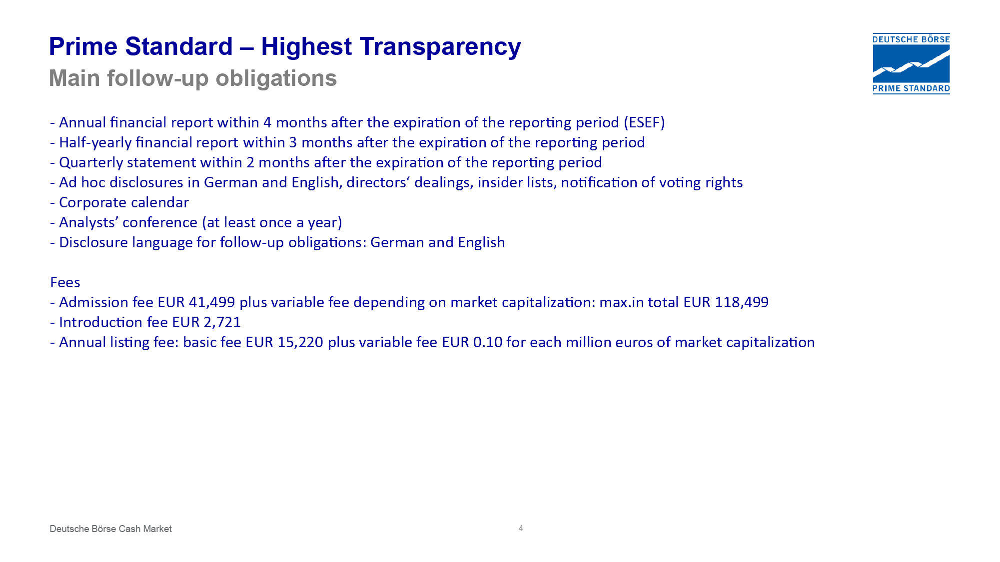 Prime Standard – Highest Transparency
Main follow-up obligations
DEUTSCHE BÖRSE
PRIME STANDARD
- Annual financial report within 4 months after the expiration of the reporting period (ESEF)
- Half-yearly financial report within 3 months after the expiration of the reporting period
- Quarterly statement within 2 months after the expiration of the reporting period
- Ad hoc disclosures in German and English, directors‘ dealings, insider lists, notification of voting rights
- Corporate calendar
- Analysts’ conference (at least once a year)
- Disclosure language for follow-up obligations: German and English
Fees
- Admission fee EUR 41,499 plus variable fee depending on market capitalization: max.in total EUR 118,499
- Introduction fee EUR 2,721
- Annual listing fee: basic fee EUR 15,220 plus variable fee EUR 0.10 for each million euros of market capitalization
Deutsche Börse Cash Market
4